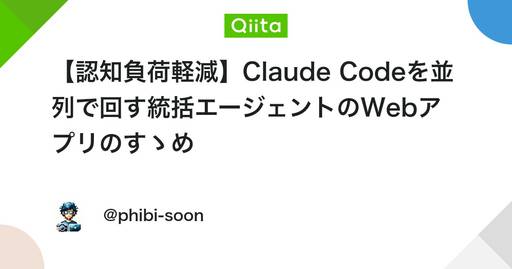 Qiita
【認知負荷軽減】Claude Codeを並
列で回す統括エージェントのWebア
プリのすゝめ
@phibi-soon